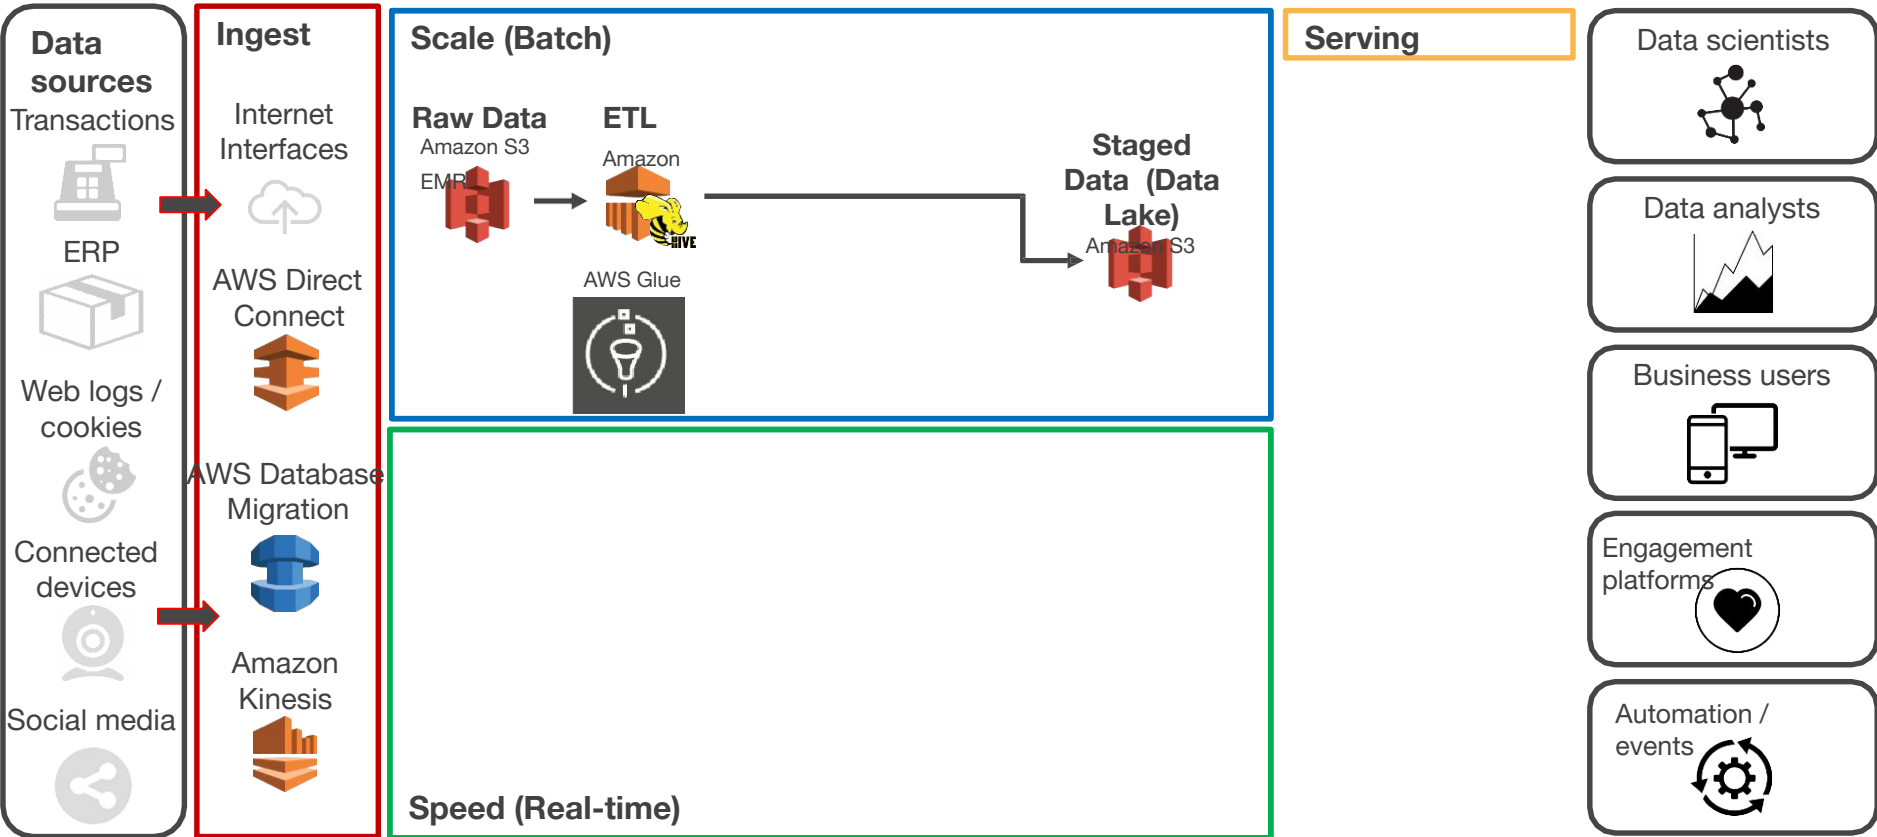 Data
sources
Transactions
ERP
Web logs /
cookies
Connected
devices
Social media
Ingest
Internet
Interfaces
AWS Direct
Connect
AWS Database
Migration
Amazon
Kinesis
Scale (Batch)
Raw Data
Amazon S3
ETL
Amazon
EMR
HIVE
AWS Glue
Staged
Data (Data
Lake)
Amazon S3
Speed (Real-time)
Serving
Data scientists
Data analysts
Business users
Engagement
platforms
Automation /
events